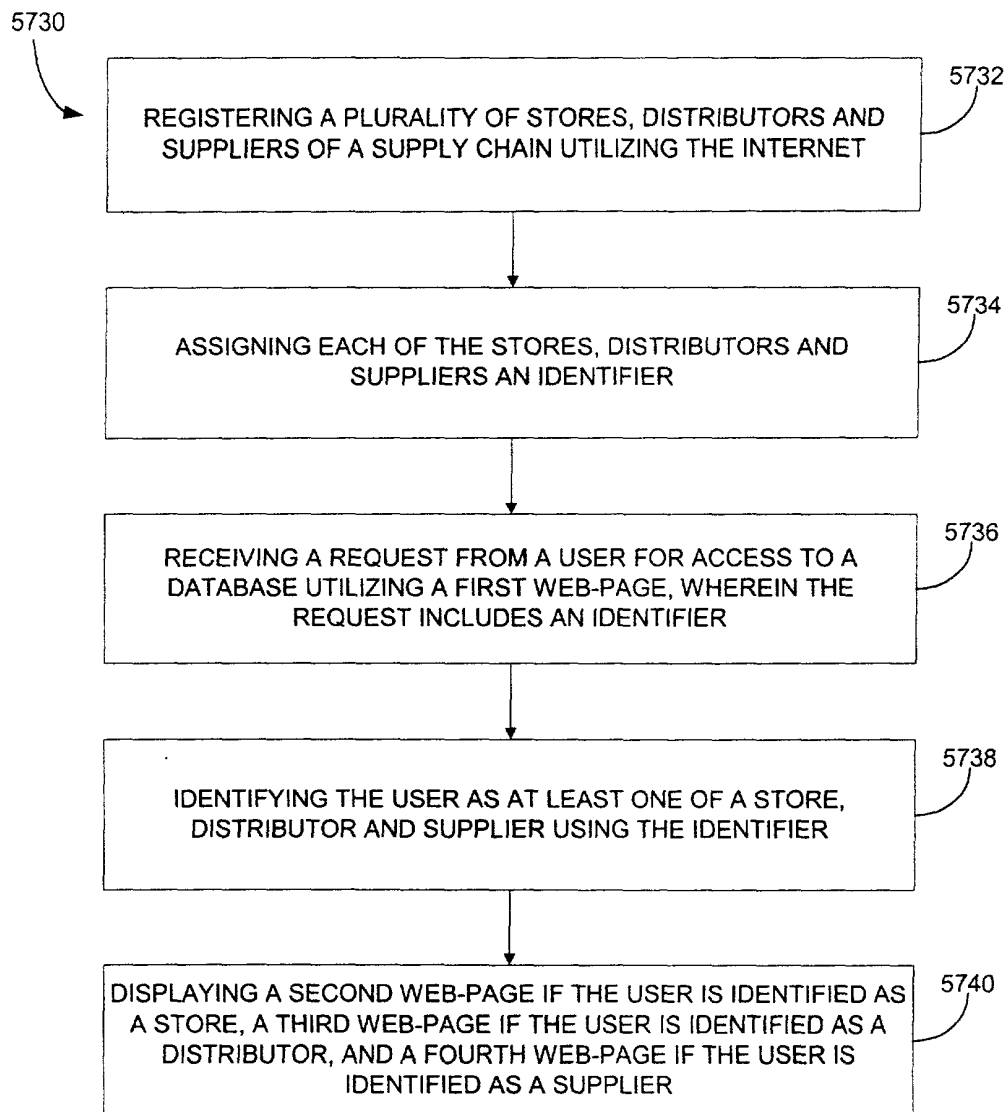 5730
5732
REGISTERING A PLURALITY OF STORES, DISTRIBUTORS AND
SUPPLIERS OF A SUPPLY CHAIN UTILIZING THE INTERNET
5734
ASSIGNING EACH OF THE STORES, DISTRIBUTORS AND
SUPPLIERS AN IDENTIFIER
5736
RECEIVING A REQUEST FROM A USER FOR ACCESS TO A
DATABASE UTILIZING A FIRST WEB-PAGE, WHEREIN THE
REQUEST INCLUDES AN IDENTIFIER
5738
IDENTIFYING THE USER AS AT LEAST ONE OF A STORE,
DISTRIBUTOR AND SUPPLIER USING THE IDENTIFIER
5740
DISPLAYING A SECOND WEB-PAGE IF THE USER IS IDENTIFIED AS
A STORE, A THIRD WEB-PAGE IF THE USER IS IDENTIFIED AS A
DISTRIBUTOR, AND A FOURTH WEB-PAGE IF THE USER IS
IDENTIFIED AS A SUPPLIER